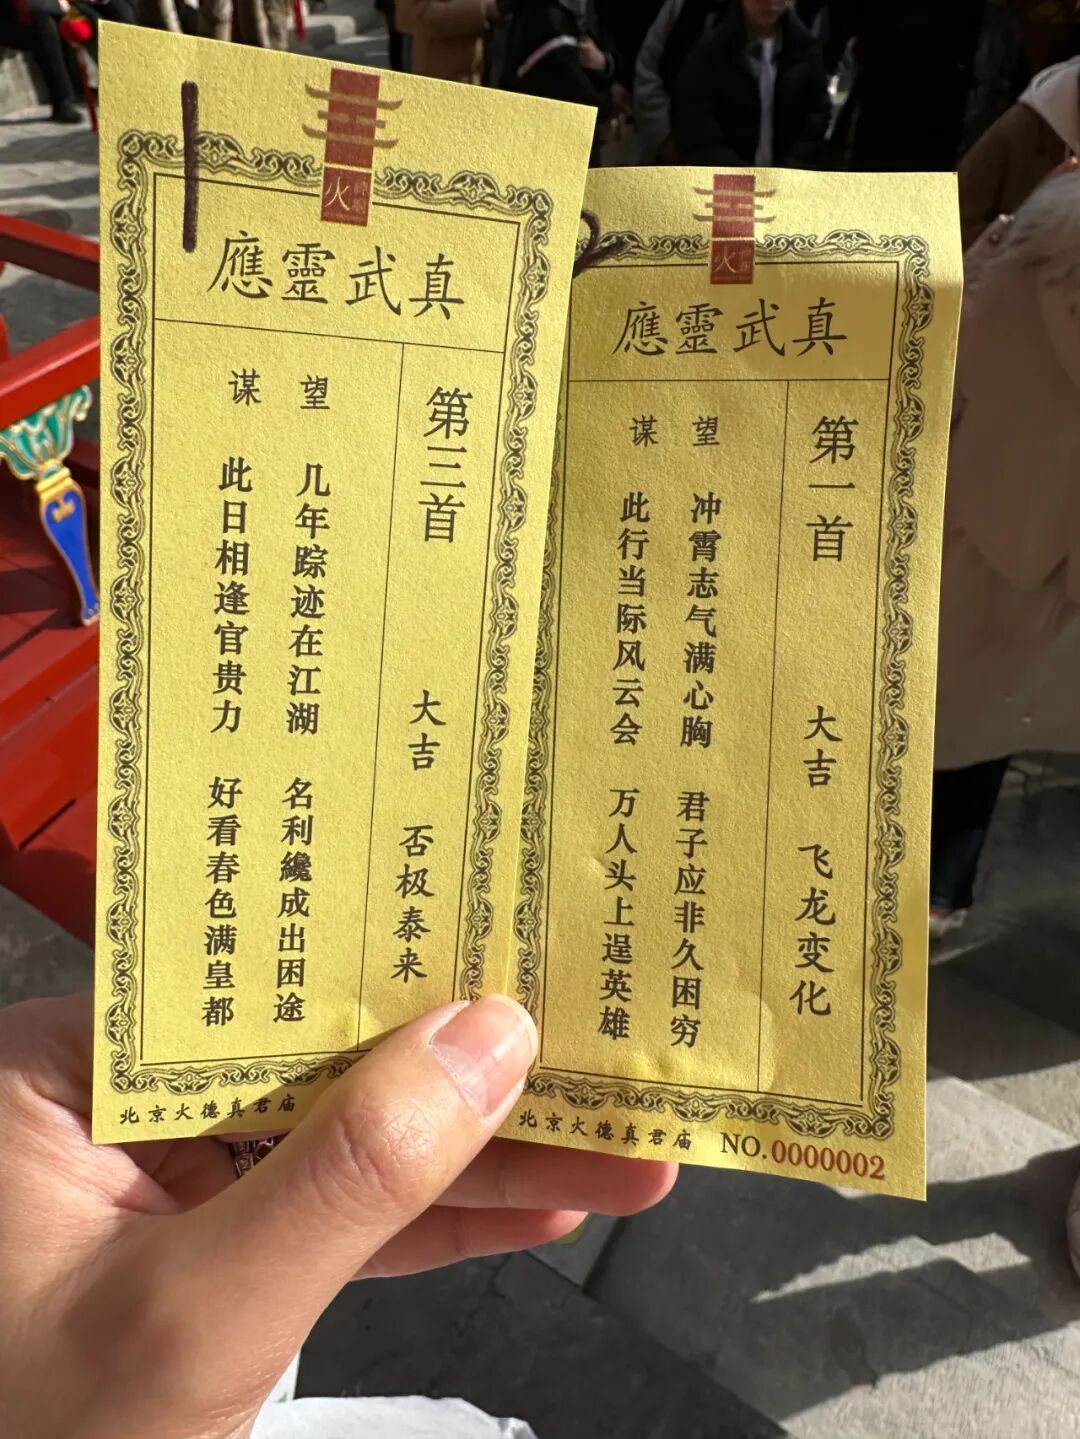 火
真武靈應
第三首 大吉 否极泰来
望 几年踪迹在江湖 名利纔成出困途
谋 此日相逢官贵力 好看春色满皇都
北京火德真君庙
火
真武靈應
第一首 大吉 飞龙变化
望 冲霄志气满心胸 君子应非久困穷
谋 此行当际风云会 万人头上逞英雄
北京火德真君庙 NO.0000002